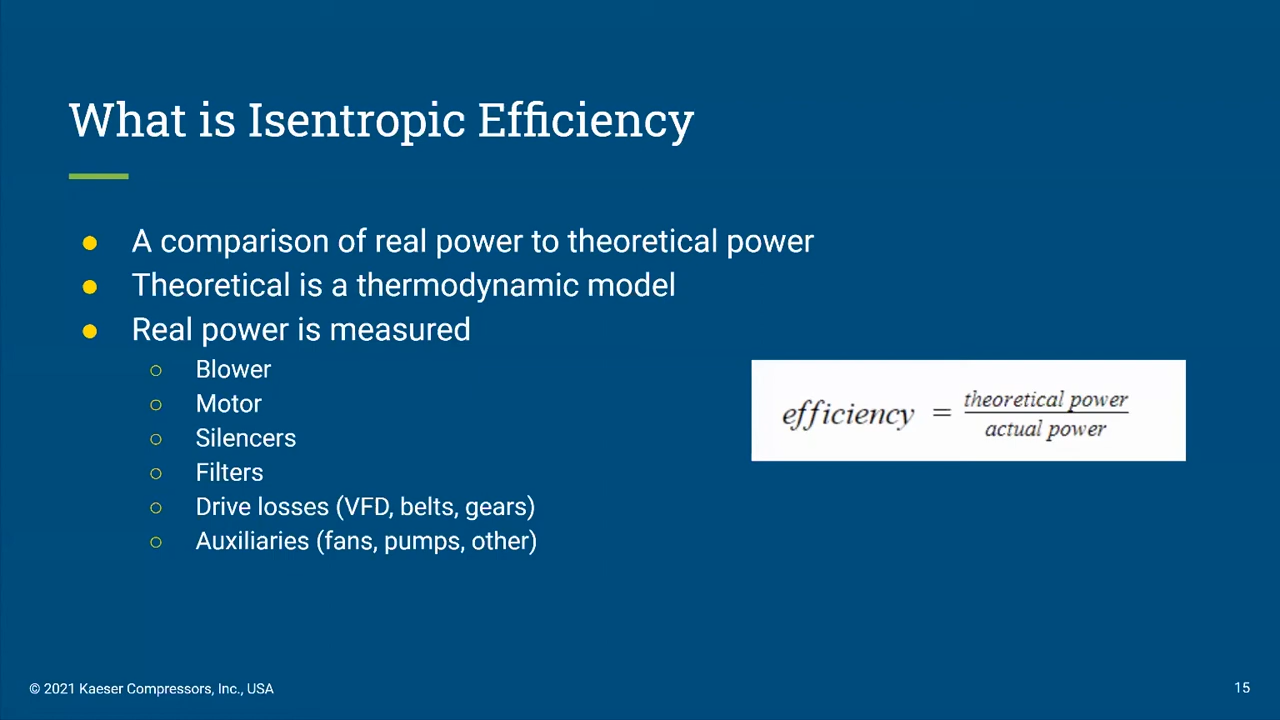 What is Isentropic Efficiency
● A comparison of real power to theoretical power
● Theoretical is a thermodynamic model
● Real power is measured
○ Blower
○ Motor
○ Silencers
○ Filters
○ Drive losses (VFD, belts, gears)
○ Auxiliaries (fans, pumps, other)
efficiency = theoretical power / actual power
© 2021 Kaeser Compressors, Inc., USA
15